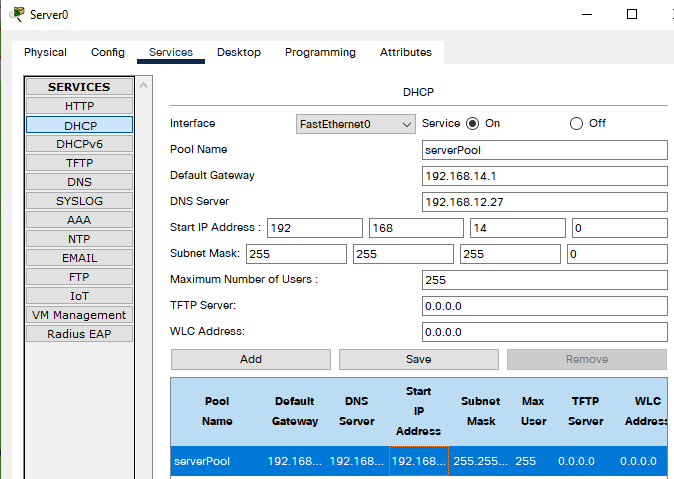 Server0
Physical Config Services Desktop Programming Attributes
SERVICES
HTTP
DHCP
DHCPv6
TFTP
DNS
SYSLOG
AAA
NTP
EMAIL
FTP
IoT
VM Management
Radius EAP
DHCP
Interface FastEthernet0 Service On Off
Pool Name serverPool
Default Gateway 192.168.14.1
DNS Server 192.168.12.27
Start IP Address : 192 168 14 0
Subnet Mask: 255 255 255 0
Maximum Number of Users : 255
TFTP Server: 0.0.0.0
WLC Address: 0.0.0.0
Add Save Remove
Pool Name Default Gateway DNS Server Start IP Address Subnet Mask Max User TFTP Server WLC Address
serverPool 192.168... 192.168... 192.168... 255.255... 255 0.0.0.0 0.0.0.0